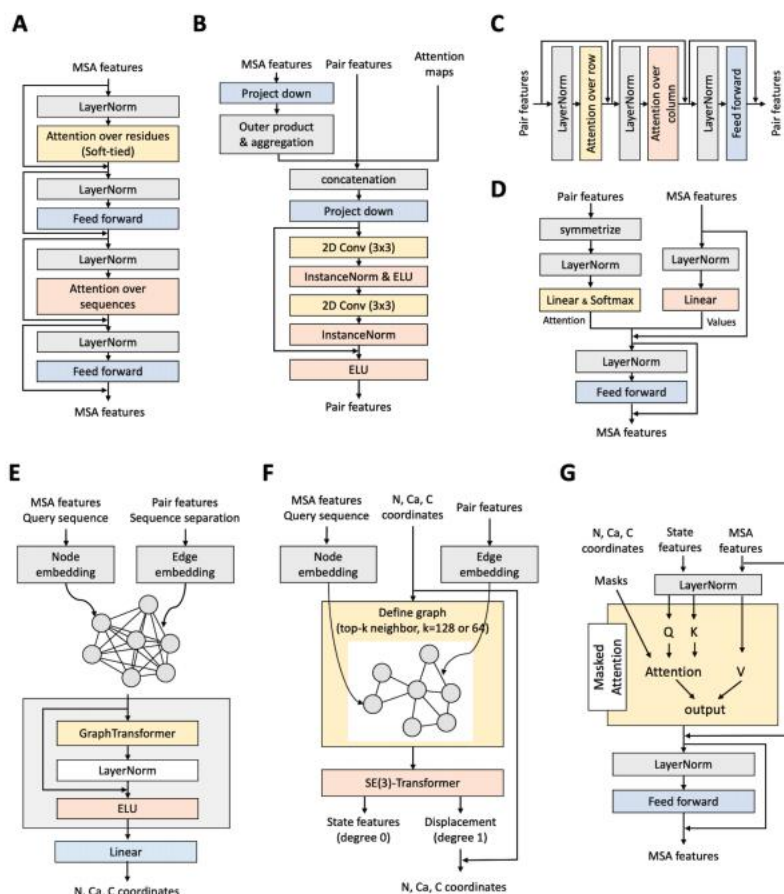 A
MSA features
LayerNorm
Attention over residues
(Soft-tied)
LayerNorm
Feed forward
LayerNorm
Attention over
sequences
LayerNorm
Feed forward
MSA features
B
MSA features
Pair features
Attention
maps
Project down
Outer product
& aggregation
concatenation
Project down
2D Conv (3x3)
InstanceNorm & ELU
2D Conv (3x3)
InstanceNorm
ELU
Pair features
C
Pair features
LayerNorm
Attention over row
LayerNorm
Attention over
column
LayerNorm
Feed forward
Pair features
D
Pair features
MSA features
symmetrize
LayerNorm
LayerNorm
Linear & Softmax
Linear
Attention
Values
LayerNorm
Feed forward
MSA features
E
MSA features
Query sequence
Pair features
Sequence separation
Node
embedding
Edge
embedding
GraphTransformer
LayerNorm
ELU
Linear
N, Ca, C coordinates
F
MSA features
Query sequence
N, Ca, C
coordinates
Pair features
Node
embedding
Edge
embedding
Define graph
(top-k neighbor, k=128 or 64)
SE(3)-Transformer
State features
(degree 0)
Displacement
(degree 1)
N, Ca, C coordinates
G
N, Ca, C
coordinates
State
features
MSA
features
Masks
LayerNorm
Masked
Attention
Q
K
Attention
V
output
LayerNorm
Feed forward
MSA features